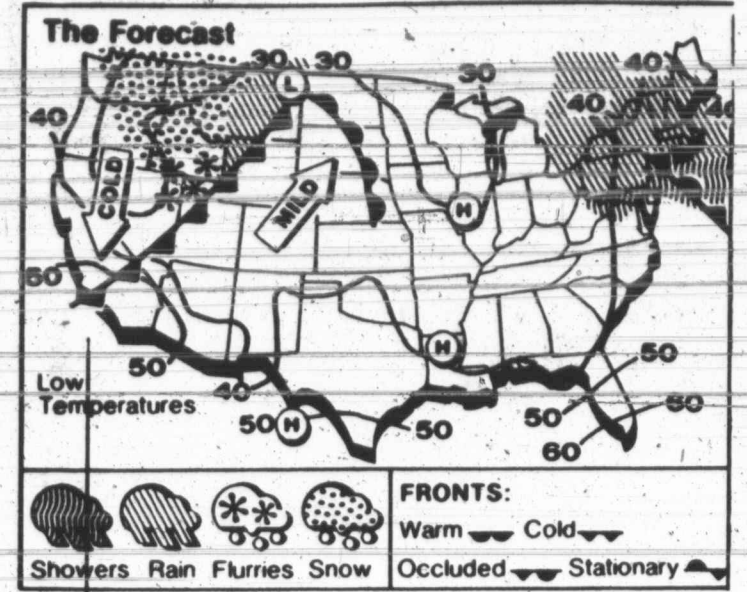 The Forecast
30 30
L
30
40
40
40
40
COLD
MILD
H
50
50
H
Low
Temperatures
40
50
50 H
50
50
60
60
FRONTS:
Warm Cold
Showers Rain Flurries Snow
Occluded Stationary